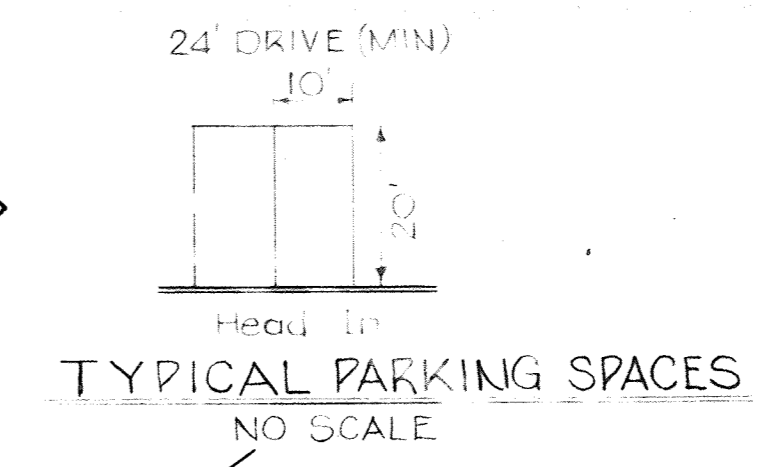 24' DRIVE (MIN)
10'
20'
Head In
TYPICAL PARKING SPACES
NO SCALE